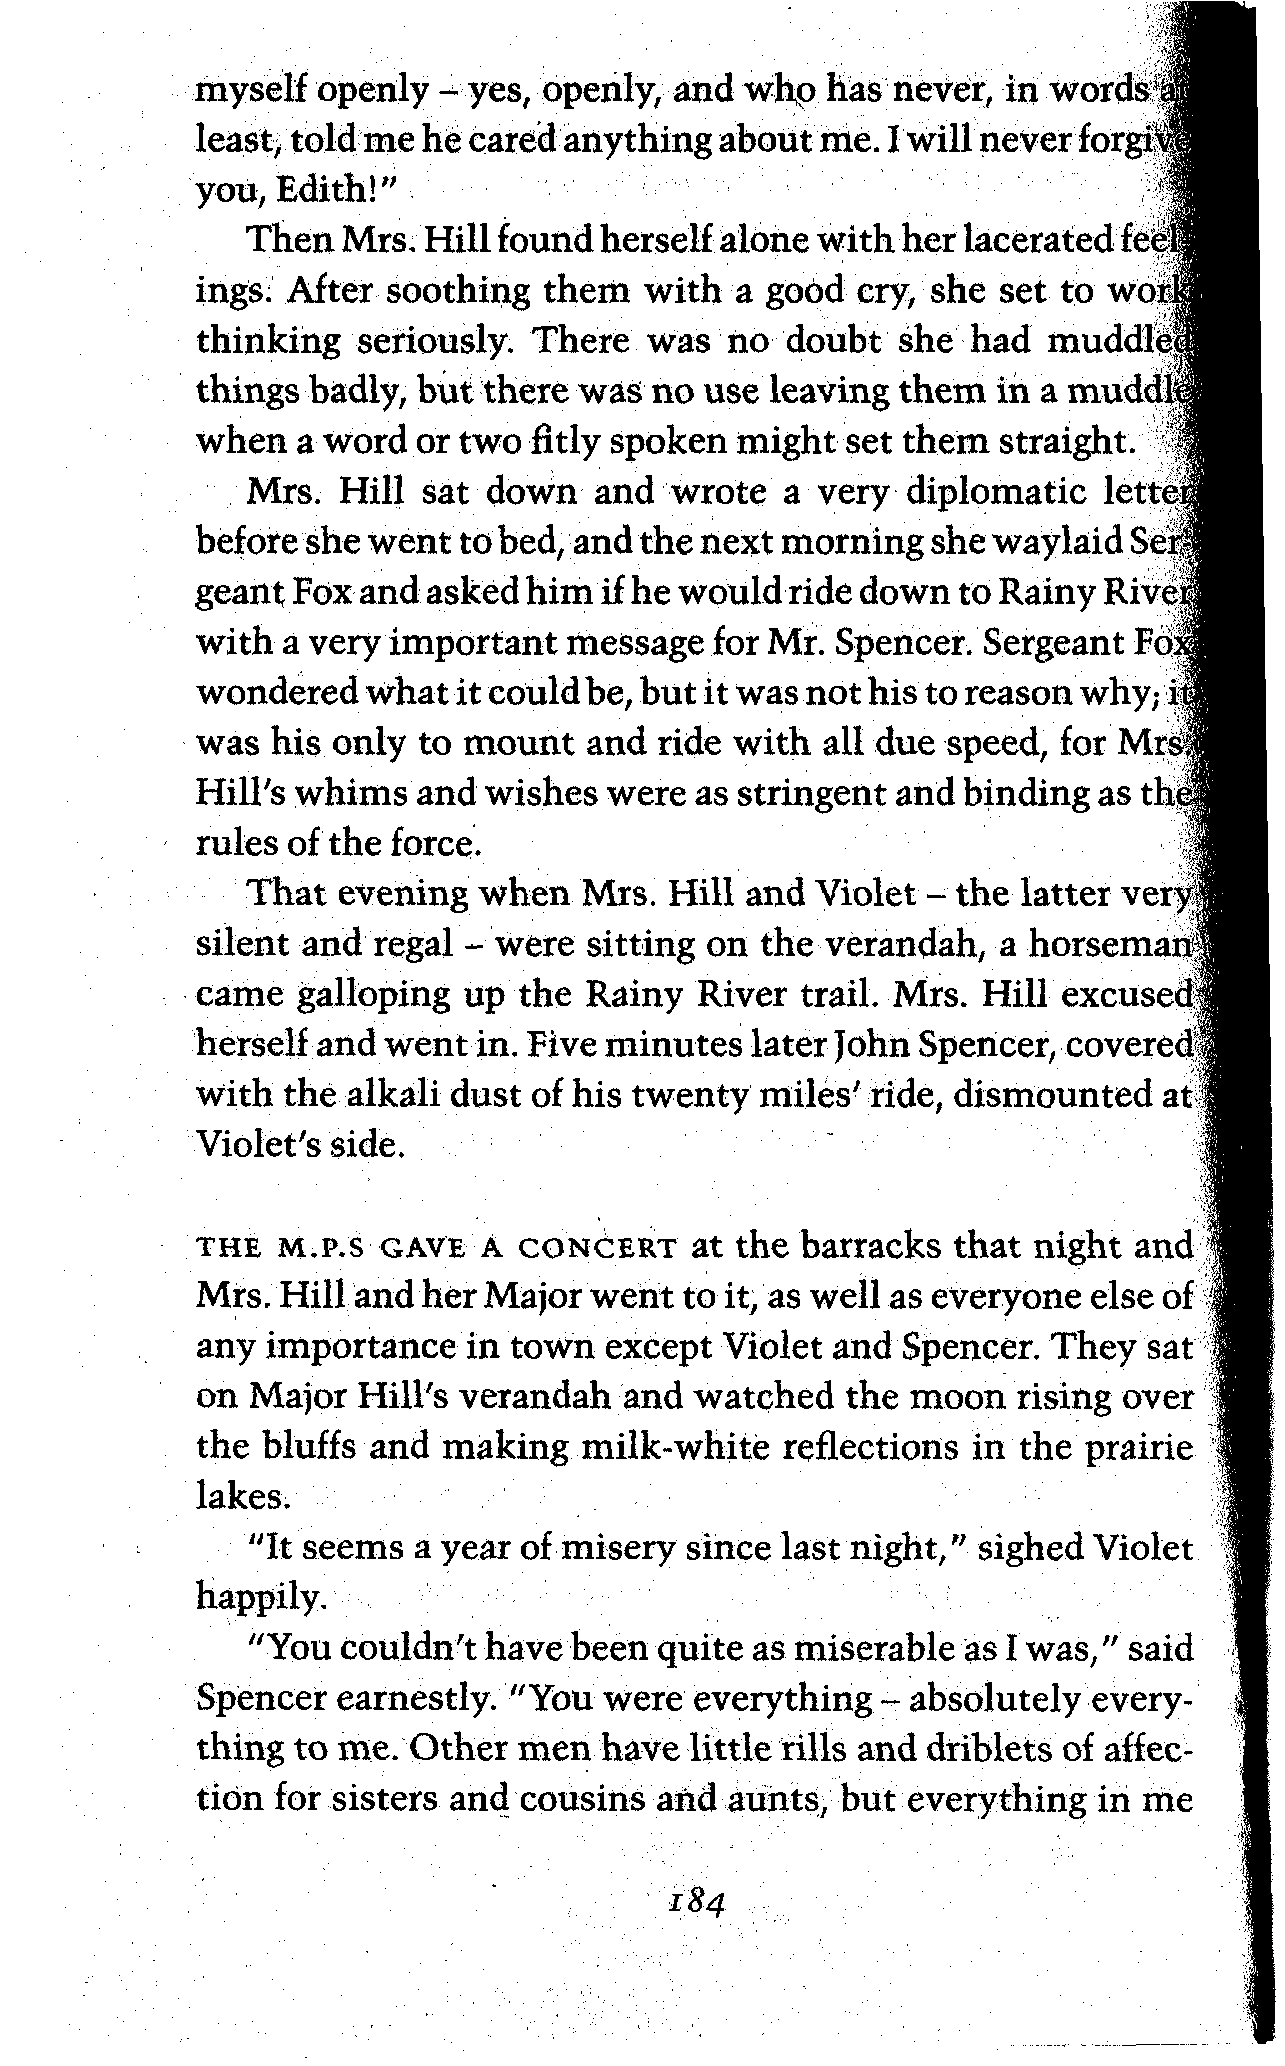 myself openly – yes, openly, and who has never, in words at
least, told me he cared anything about me. I will never forgive
you, Edith!"
Then Mrs. Hill found herself alone with her lacerated feel-
ings. After soothing them with a good cry, she set to work
thinking seriously. There was no doubt she had muddled
things badly, but there was no use leaving them in a muddle
when a word or two fitly spoken might set them straight.
Mrs. Hill sat down and wrote a very diplomatic letter
before she went to bed, and the next morning she waylaid Ser-
geant Fox and asked him if he would ride down to Rainy River
with a very important message for Mr. Spencer. Sergeant Fox
wondered what it could be, but it was not his to reason why; it
was his only to mount and ride with all due speed, for Mrs.
Hill's whims and wishes were as stringent and binding as the
rules of the force.
That evening when Mrs. Hill and Violet – the latter very
silent and regal – were sitting on the verandah, a horseman
came galloping up the Rainy River trail. Mrs. Hill excused
herself and went in. Five minutes later John Spencer, covered
with the alkali dust of his twenty miles' ride, dismounted at
Violet's side.
THE M.P.S GAVE A CONCERT at the barracks that night and
Mrs. Hill and her Major went to it, as well as everyone else of
any importance in town except Violet and Spencer. They sat
on Major Hill's verandah and watched the moon rising over
the bluffs and making milk-white reflections in the prairie
lakes.
"It seems a year of misery since last night," sighed Violet
happily.
"You couldn't have been quite as miserable as I was," said
Spencer earnestly. "You were everything – absolutely every-
thing to me. Other men have little rills and driblets of affec-
tion for sisters and cousins and aunts, but everything in me
184